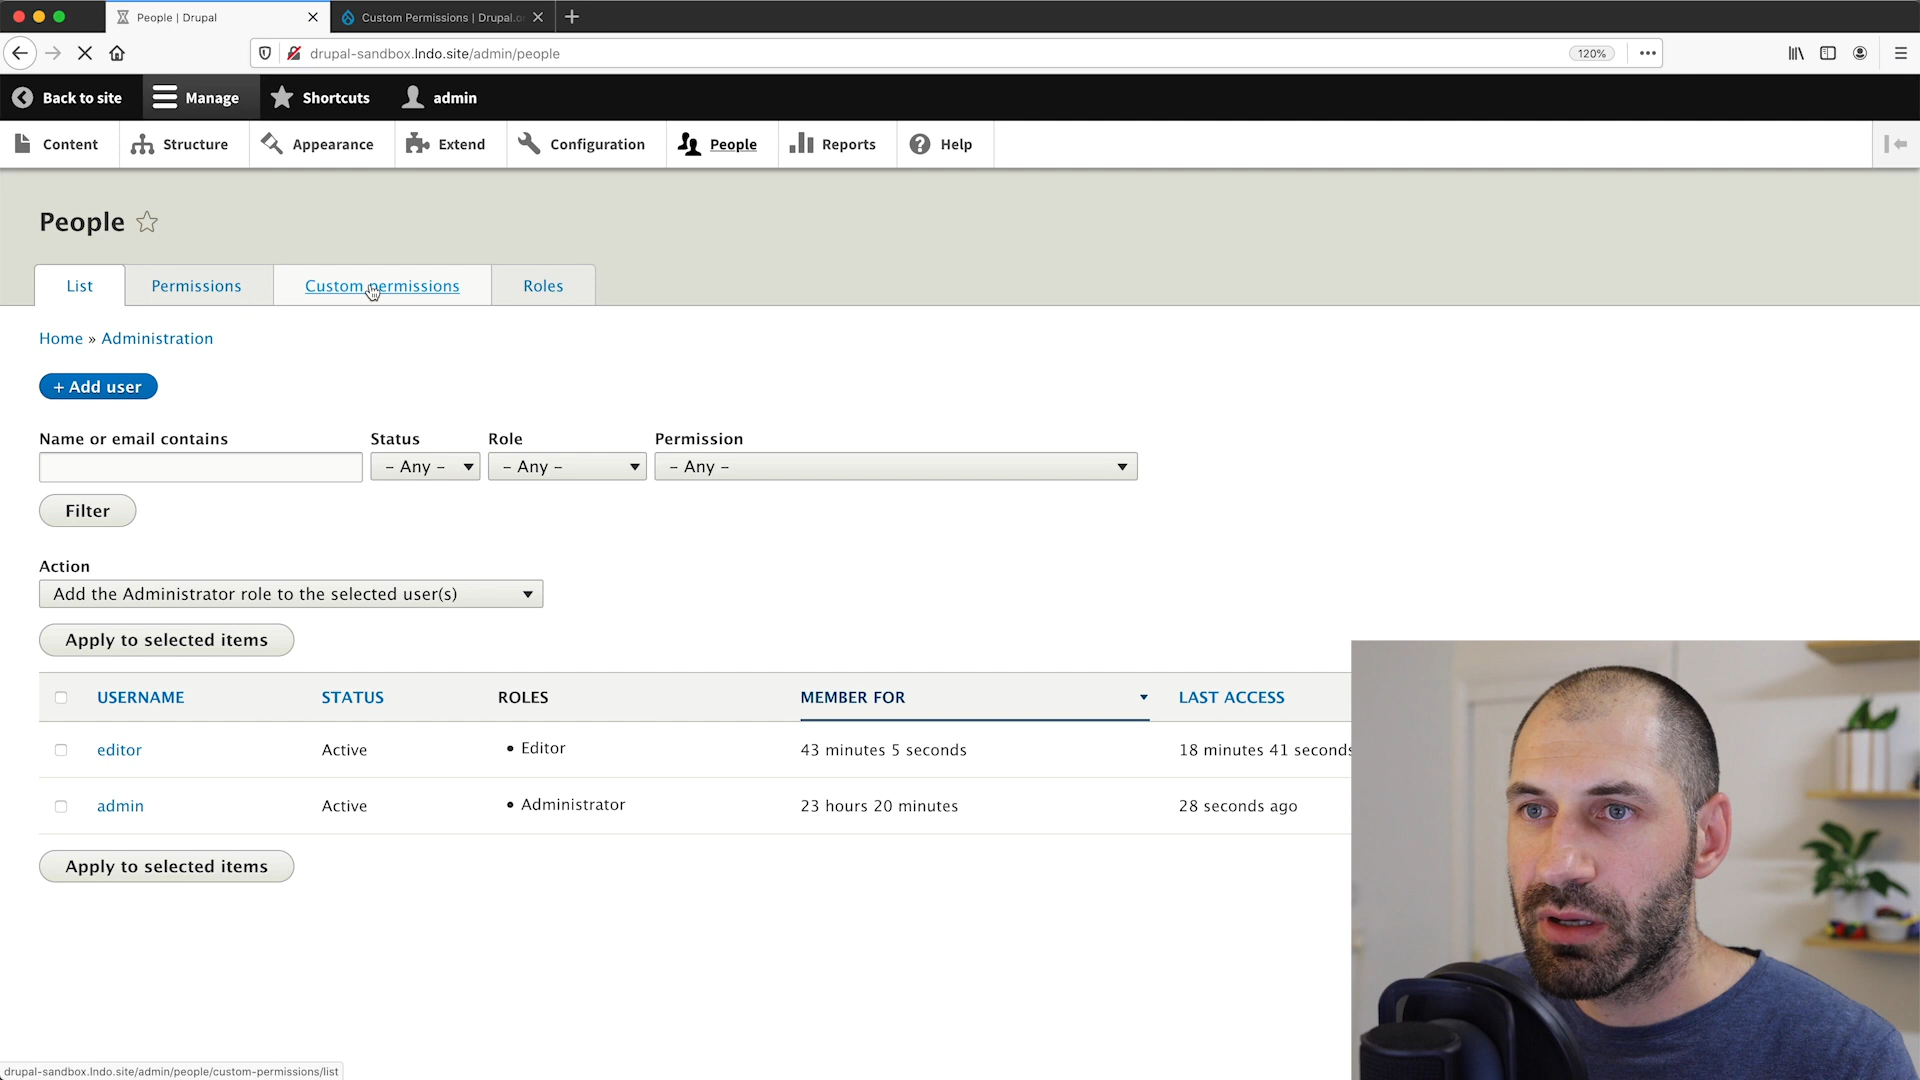 People | Drupal
Custom Permissions | Drupal.o
drupal-sandbox.lndo.site/admin/people
120%
Back to site
Manage
Shortcuts
admin
Content
Structure
Appearance
Extend
Configuration
People
Reports
Help
People
List
Permissions
Custom permissions
Roles
Home » Administration
+ Add user
Name or email contains
Status
Role
Permission
- Any -
- Any -
- Any -
Filter
Action
Add the Administrator role to the selected user(s)
Apply to selected items
USERNAME STATUS ROLES MEMBER FOR LAST ACCESS
editor Active • Editor 43 minutes 5 seconds 18 minutes 41 seconds
admin Active • Administrator 23 hours 20 minutes 28 seconds ago
Apply to selected items
drupal-sandbox.lndo.site/admin/people/custom-permissions/list